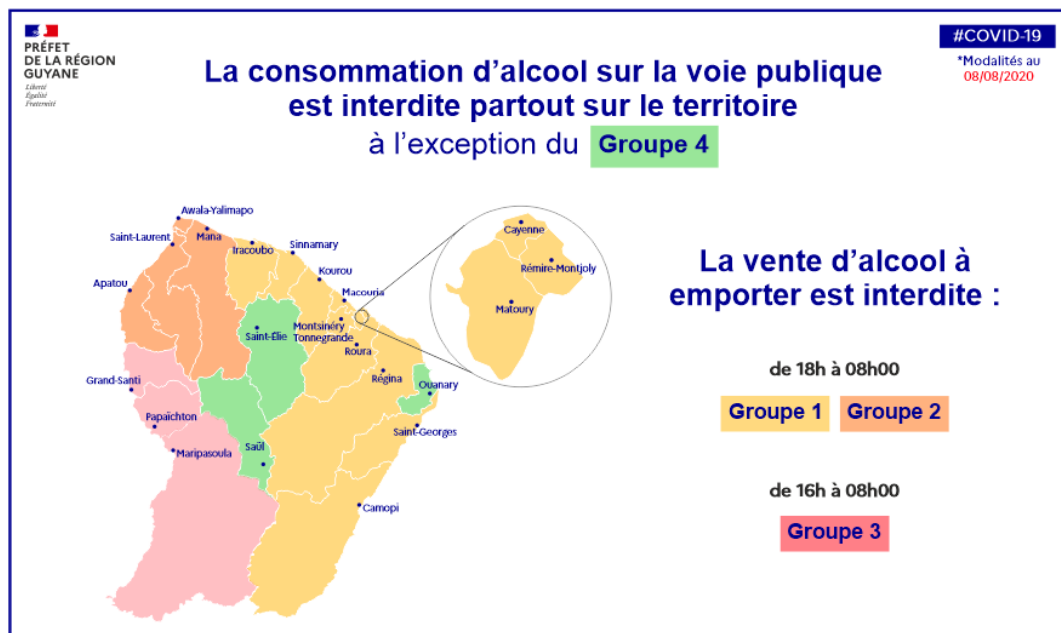 PRÉFET
DE LA RÉGION
GUYANE
Liberté
Égalité
Fraternité
#COVID-19
*Modalités au
08/08/2020
La consommation d'alcool sur la voie publique
est interdite partout sur le territoire
à l'exception du Groupe 4
Awala-Yalimapo
Mana
Saint-Laurent
Iracoubo
Sinnamary
Kourou
Apatou
Macouria
Saint-Élie
Montsinéry
Tonnegrande
Roura
Régina
Grand-Santi
Ouanary
Papaïchton
Saint-Georges
Maripasoula
Saül
Camopi
Cayenne
Rémire-Montjoly
Matoury
La vente d'alcool à
emporter est interdite :
de 18h à 08h00
Groupe 1 Groupe 2
de 16h à 08h00
Groupe 3